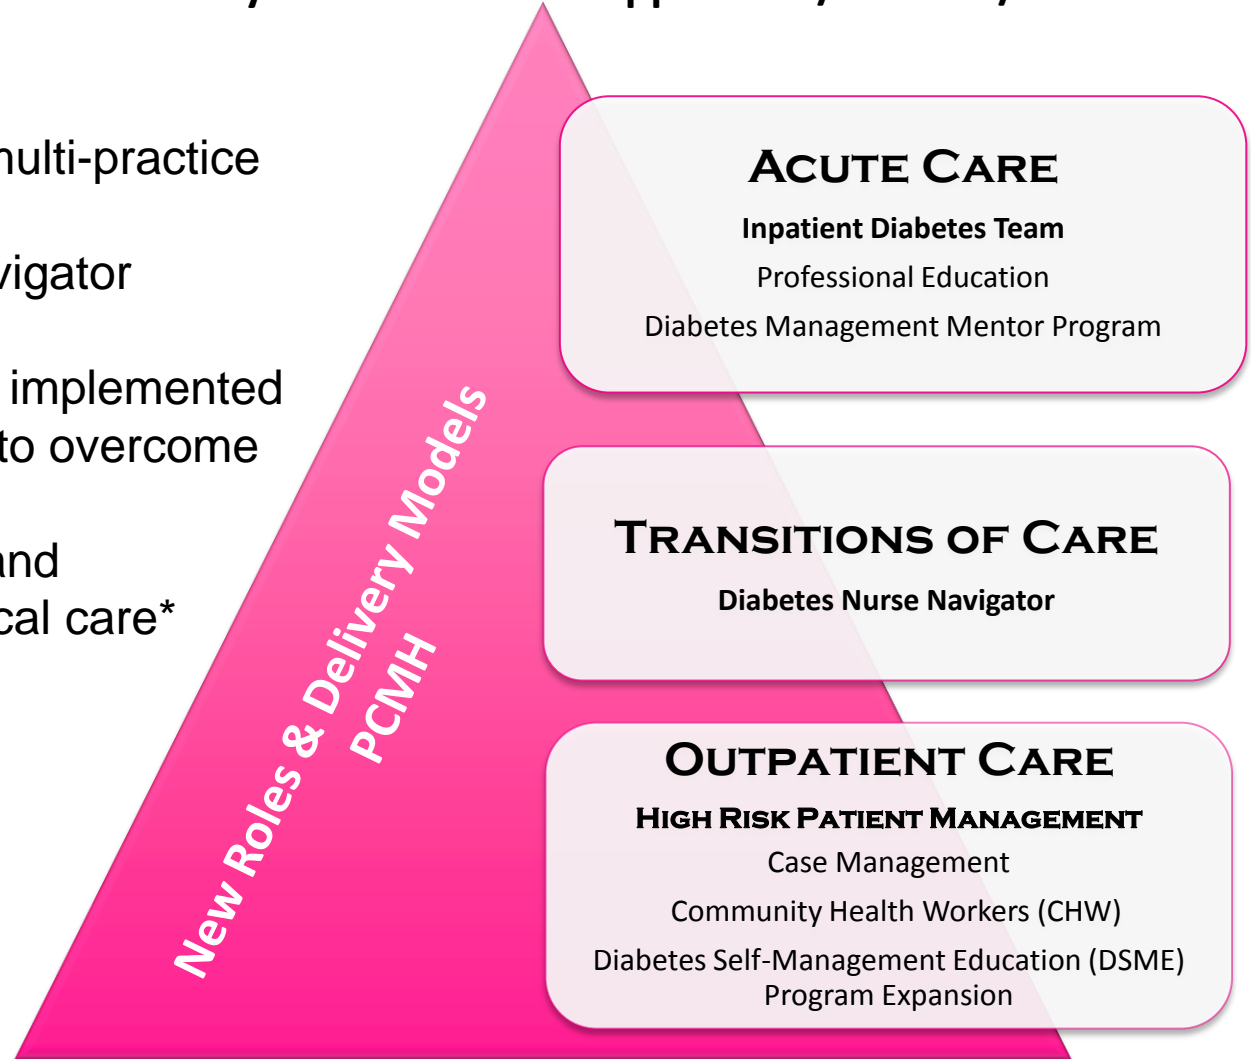 multi-practice
vigator
implemented
to overcome
and
cal care*
New Roles & Delivery Models
PCMH
ACUTE CARE
Inpatient Diabetes Team
Professional Education
Diabetes Management Mentor Program
TRANSITIONS OF CARE
Diabetes Nurse Navigator
OUTPATIENT CARE
HIGH RISK PATIENT MANAGEMENT
Case Management
Community Health Workers (CHW)
Diabetes Self-Management Education (DSME)
Program Expansion